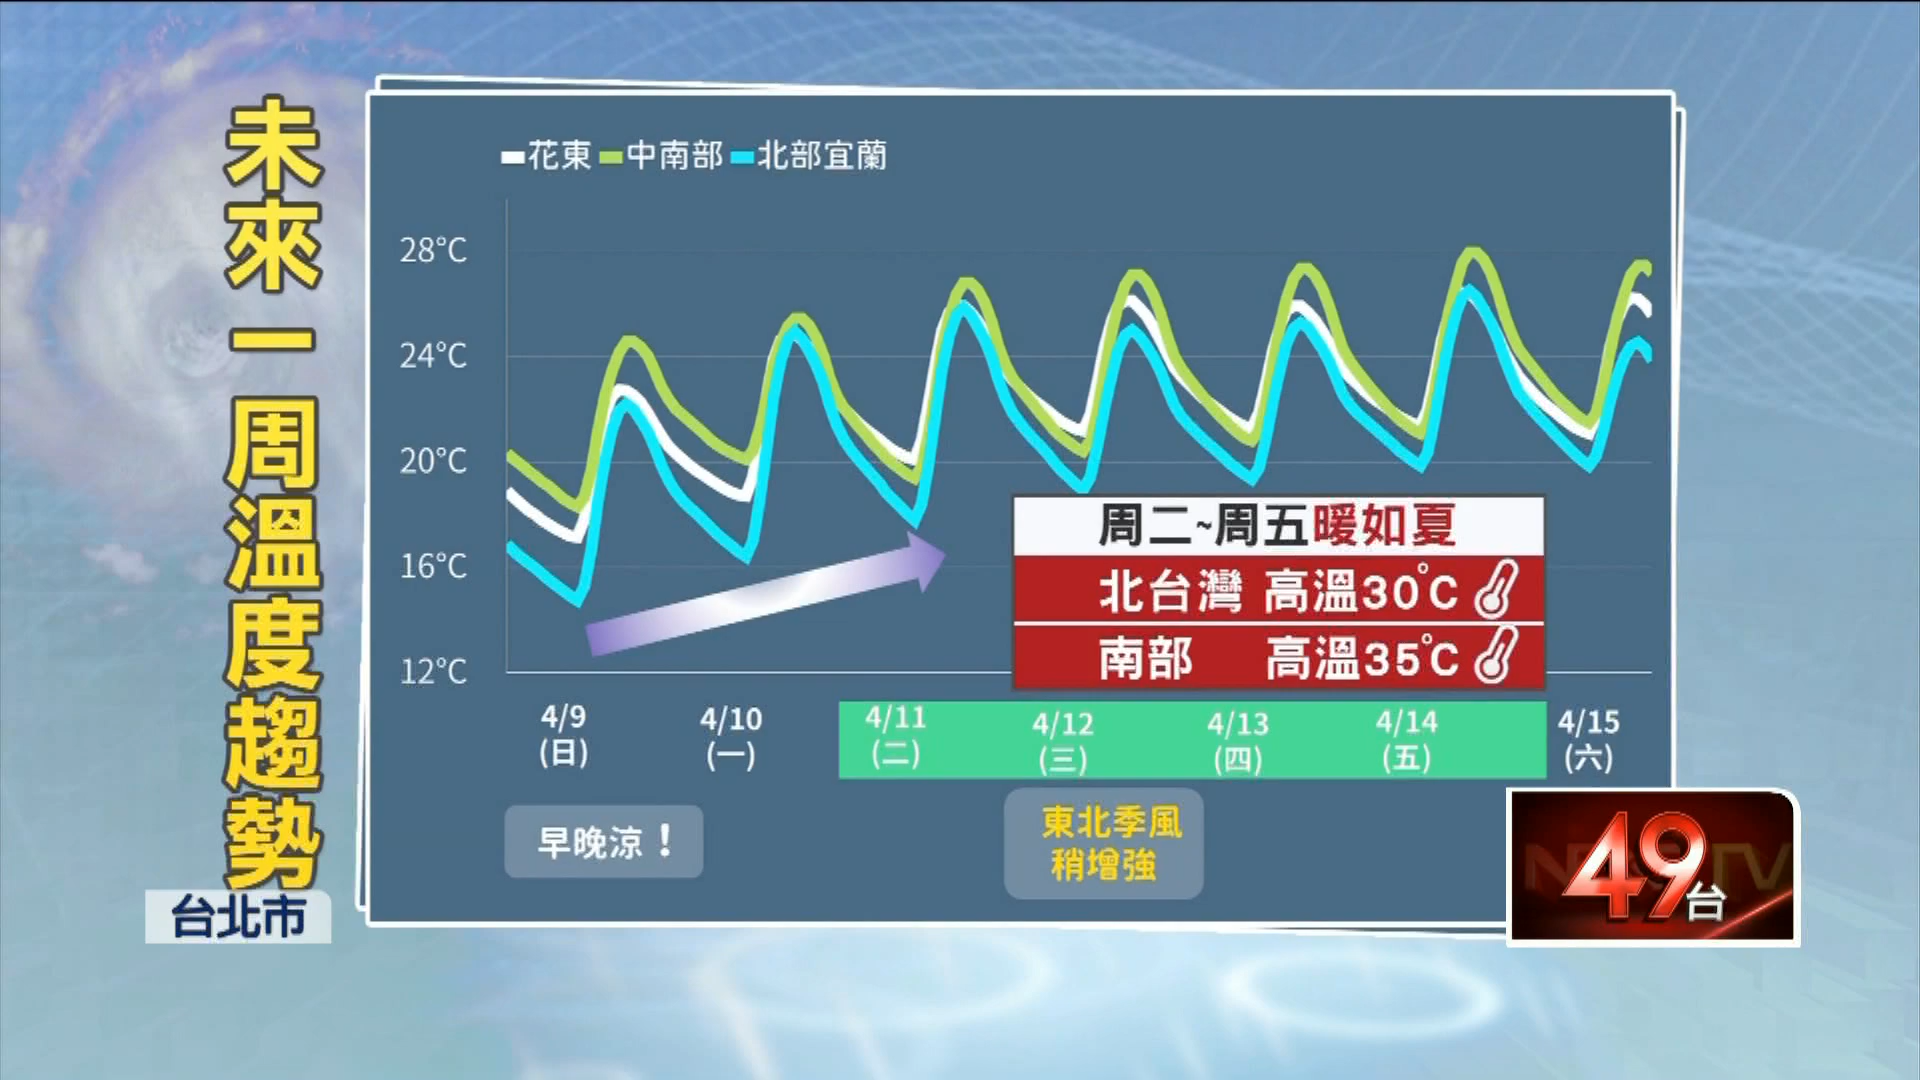 未來一周溫度趨勢
台北市
花東 中南部 北部宜蘭
28°C
24°C
20°C
16°C
12°C
周二~周五暖如夏
北台灣 高溫30°C
南部 高溫35°C
4/9 4/10 4/11 4/12 4/13 4/14 4/15
(日) (一) (二) (三) (四) (五) (六)
早晚涼！
東北季風
稍增強
49台